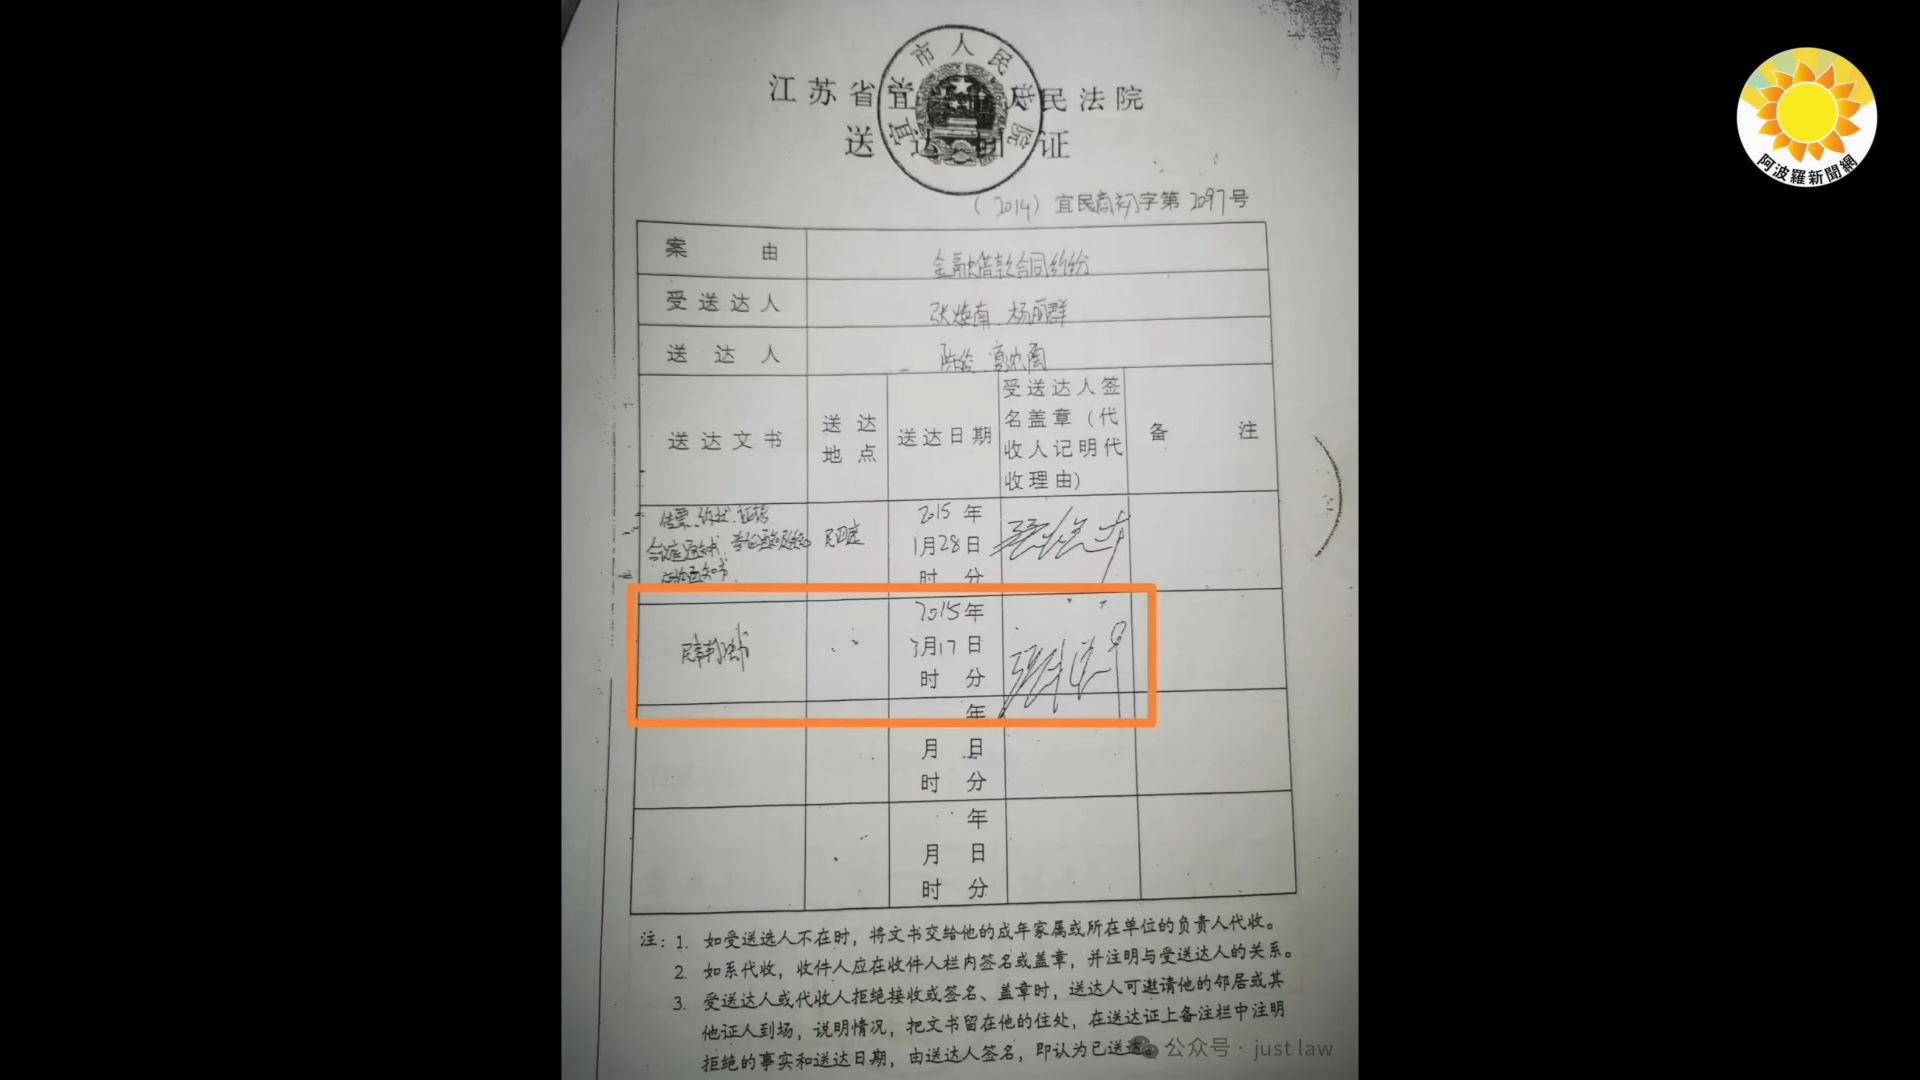 宜兴市人民法院
江苏省宜兴市人民法院
送达回证
(2014) 宜民商初字第2097号
案由
金融借款合同纠纷
受送达人
张焕南、杨丽群
送达人
送达文书
送达地点
送达日期
受送达人签名盖章(代收人记明代收理由)
备注
2015年
1月28日
时 分
民事判决书
2015年
3月17日
时 分
年
月 日
时 分
年
月 日
时 分
注:1. 如受送选人不在时,将文书交给他的成年家属或所在单位的负责人代收。
2. 如系代收,收件人应在收件人栏内签名或盖章,并注明与受送达人的关系。
3. 受送达人或代收人拒绝接收或签名、盖章时,送达人可邀请他的邻居或其
他证人到场,说明情况,把文书留在他的住处,在送达证上备注栏中注明
拒绝的事实和送达日期,由送达人签名,即认为已送达。
公众号·just law
阿波羅新聞網